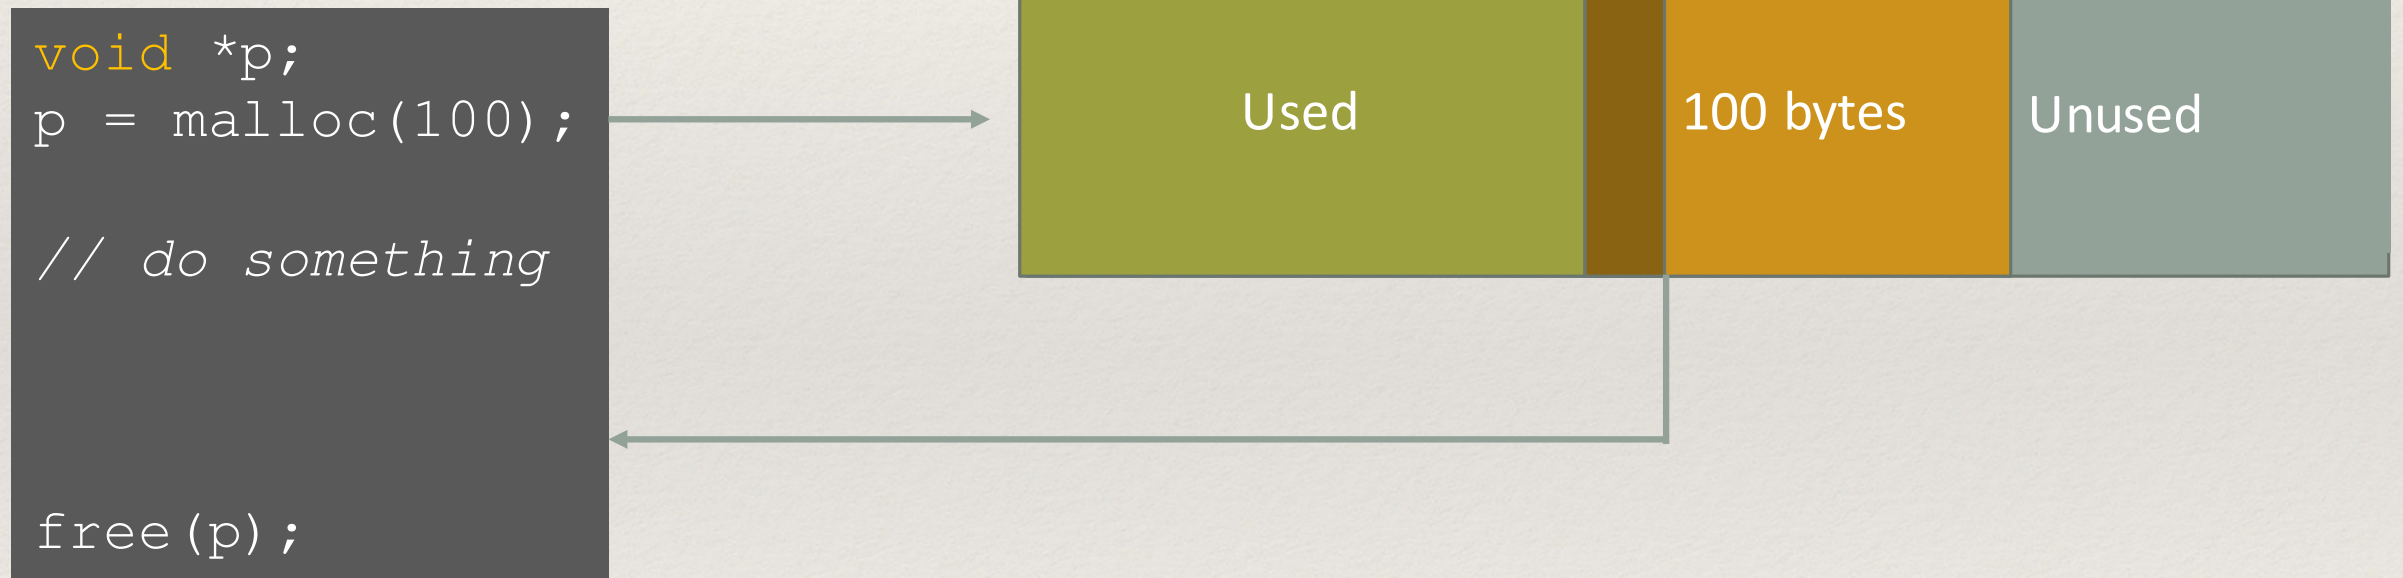 void *p;
p = malloc(100);
// do something
free(p);
Used
100 bytes
Unused